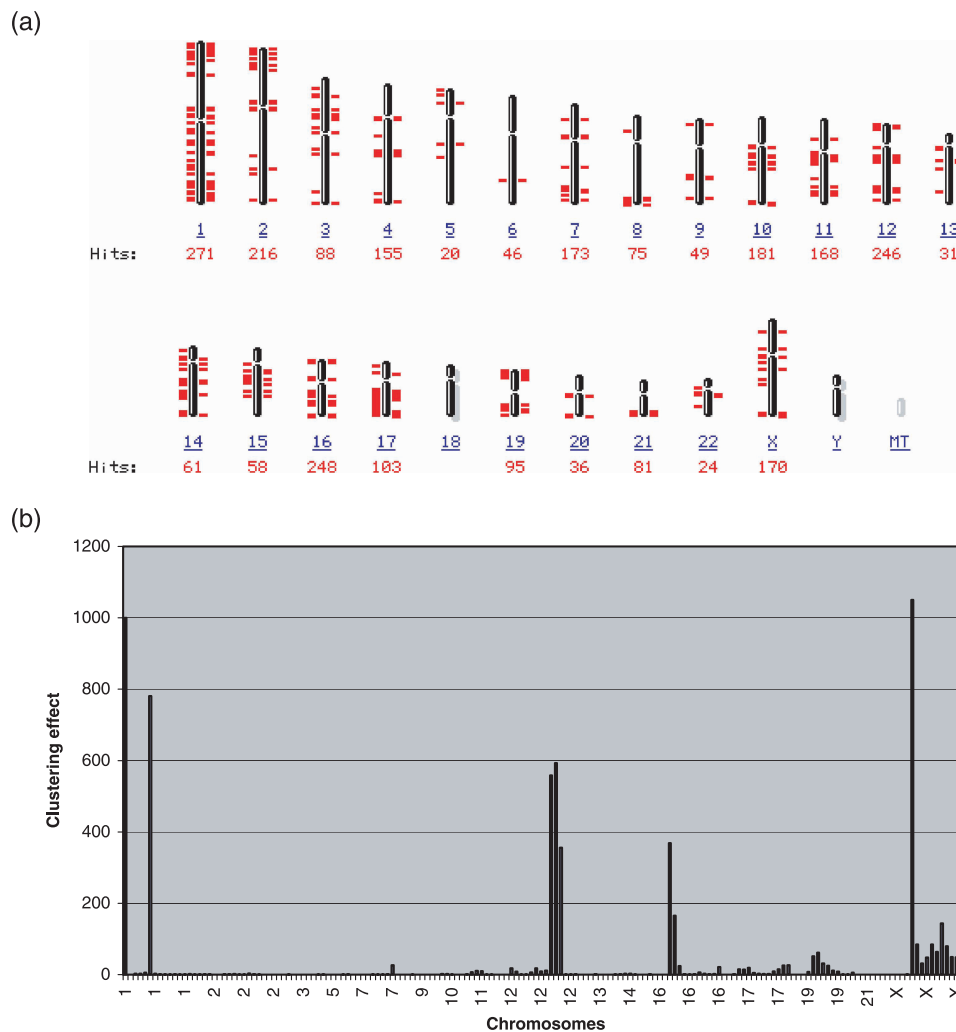 (a)
1 2 3 4 5 6 7 8 9 10 11 12 13
Hits: 271 216 88 155 20 46 173 75 49 181 168 246 31
14 15 16 17 18 19 20 21 22 X Y MT
Hits: 61 58 248 103 95 36 81 24 170
(b)
1200
1000
800
600
400
200
0
Clustering effect
1 1 1 2 2 3 5 7 7 9 10 11 12 12 12 13 14 16 16 16 17 17 19 19 21 X X Y
Chromosomes